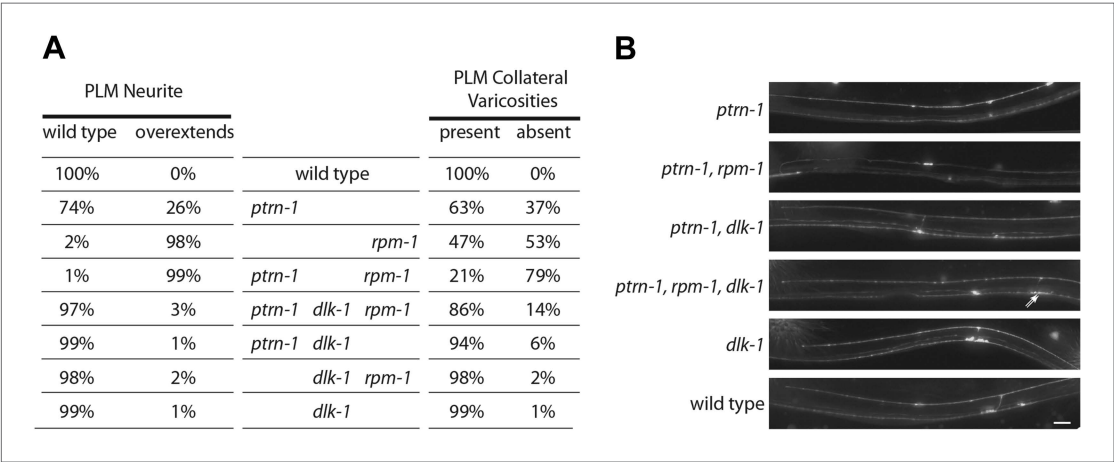 A
PLM Neurite
PLM Collateral
Varicosities
wild type overextends
present absent
100% 0% wild type 100% 0%
74% 26% ptrn-1 63% 37%
2% 98% rpm-1 47% 53%
1% 99% ptrn-1 rpm-1 21% 79%
97% 3% ptrn-1 dlk-1 rpm-1 86% 14%
99% 1% ptrn-1 dlk-1 94% 6%
98% 2% dlk-1 rpm-1 98% 2%
99% 1% dlk-1 99% 1%
B
ptrn-1
ptrn-1, rpm-1
ptrn-1, dlk-1
ptrn-1, rpm-1, dlk-1
dlk-1
wild type